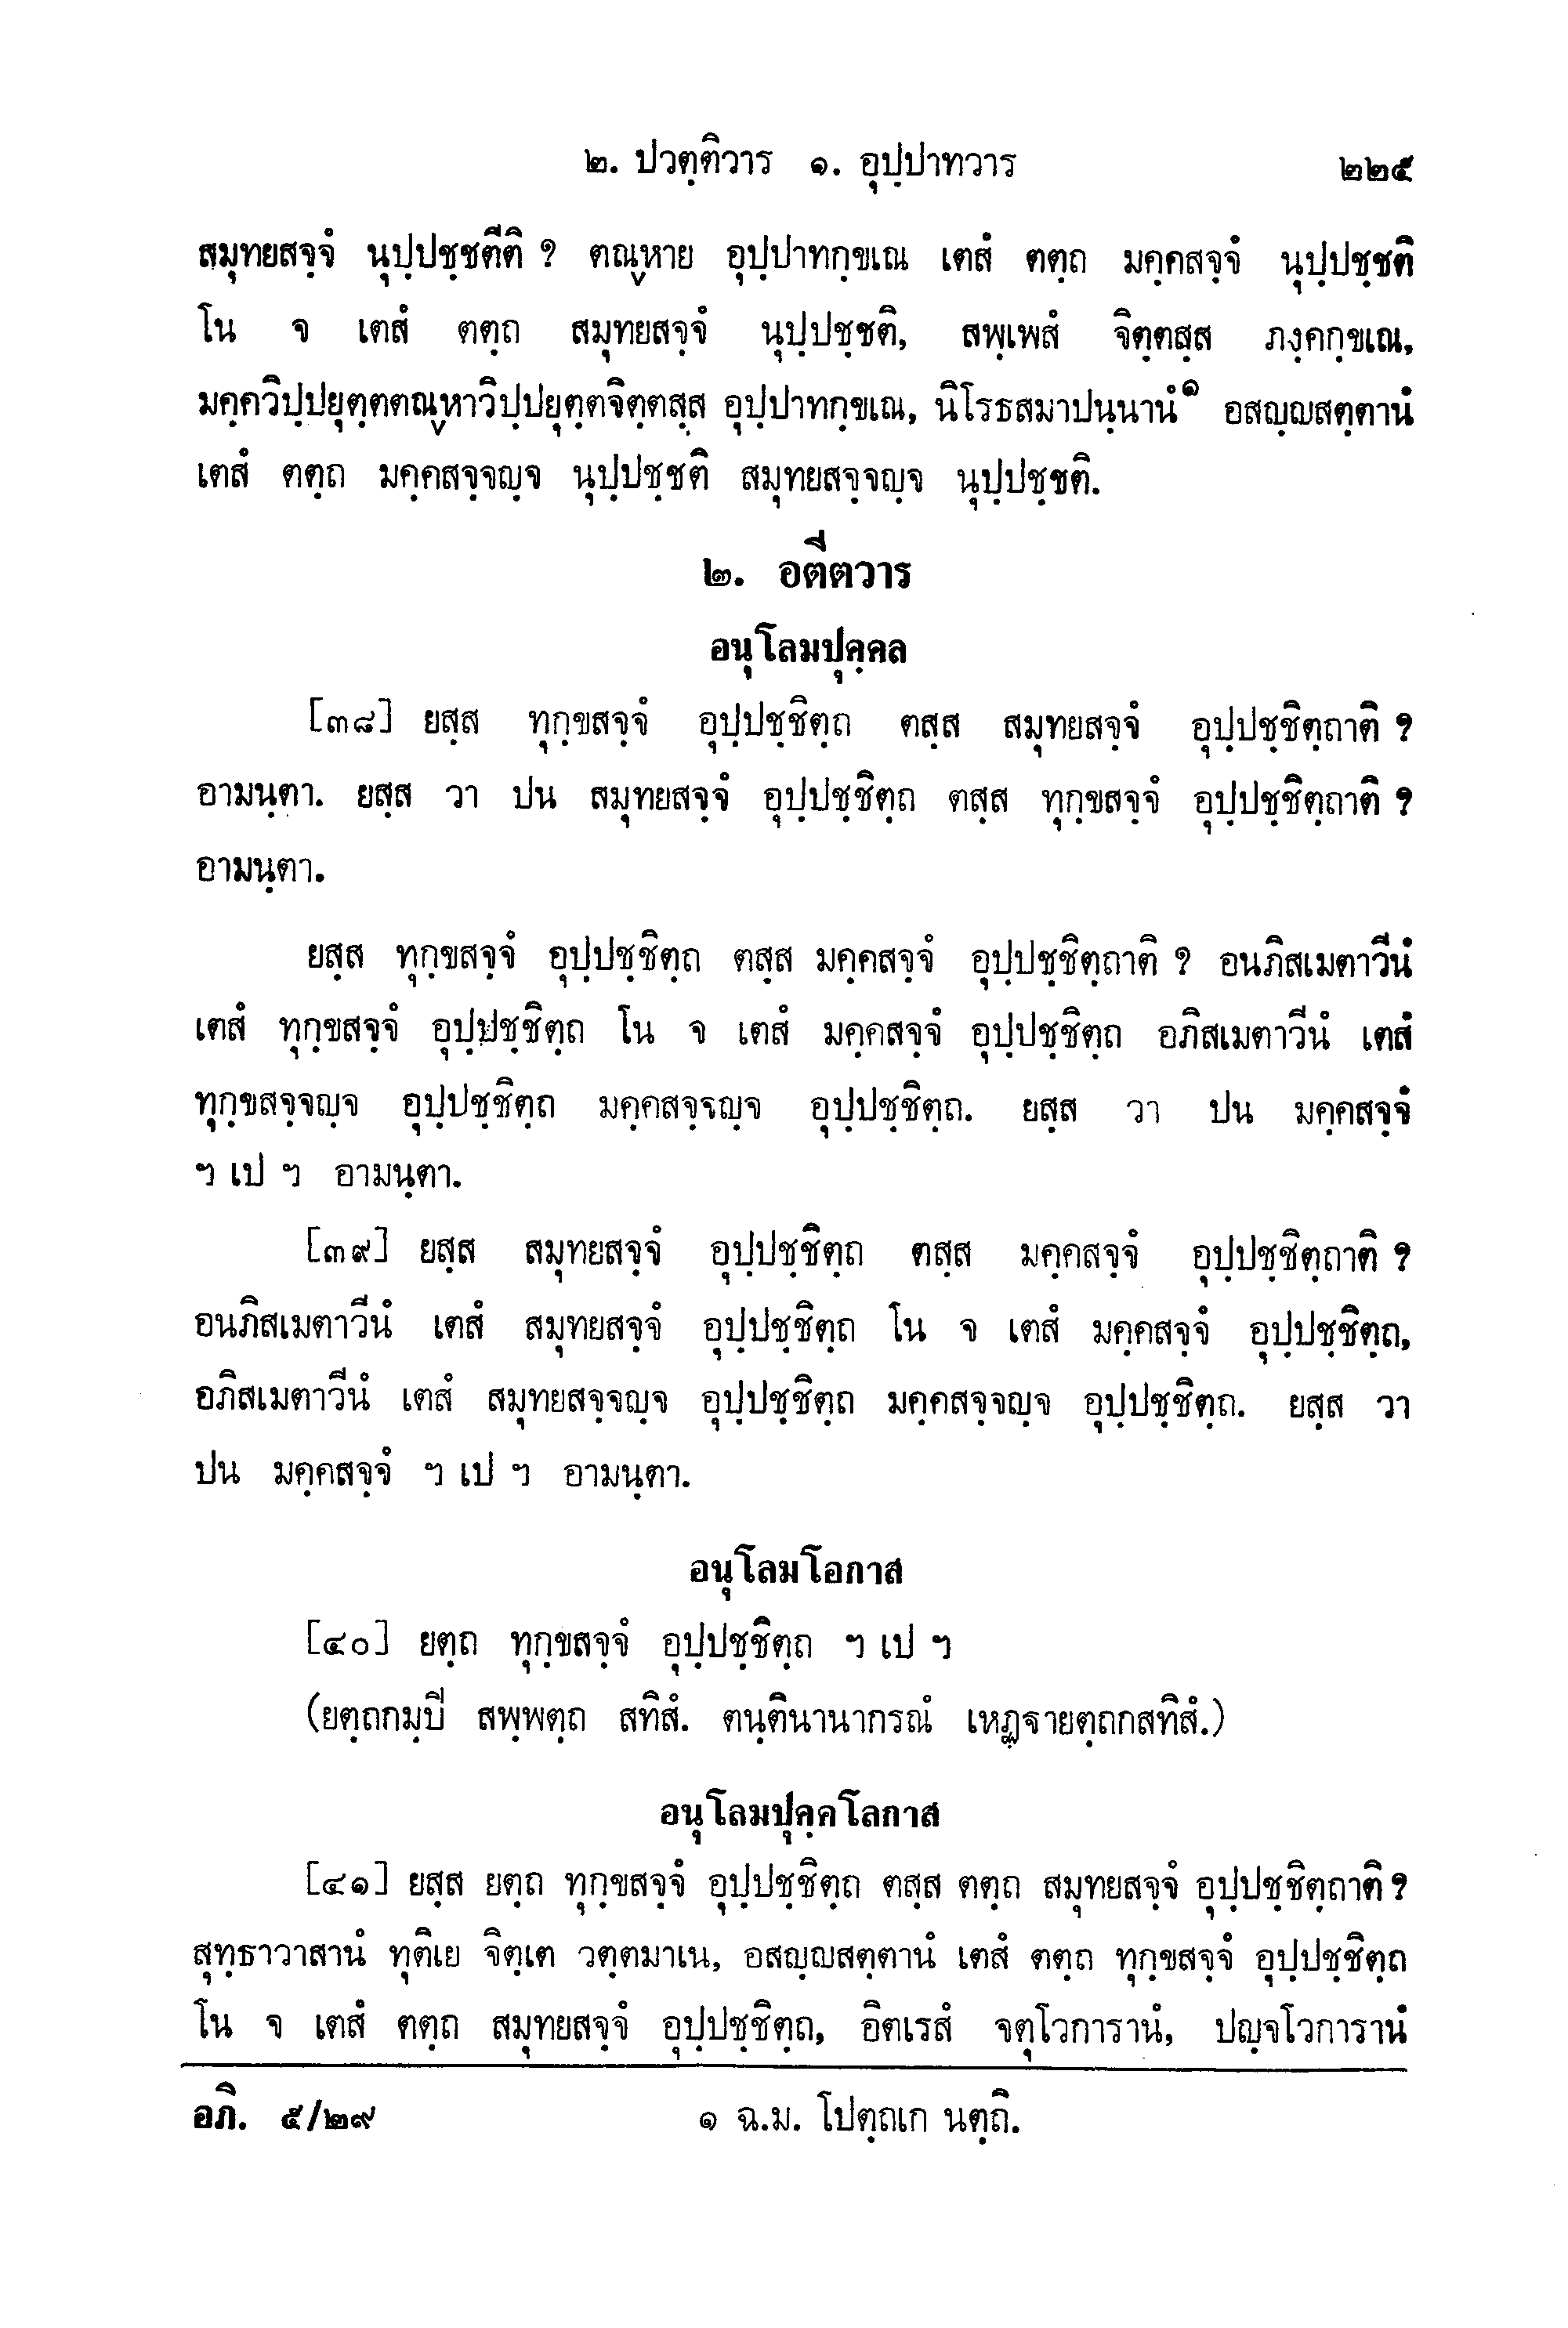 ๒. ปวตฺติวาร ๑. อุปฺปาทวาร ๒๒๕
สมุทยสจฺจํ นุปฺปชฺชตีติ ? ตณฺหาย อุปฺปาทกฺขเณ เตสํ ตตฺถ มคฺคสจฺจํ นุปฺปชฺชติ
โน จ เตสํ ตตฺถ สมุทยสจฺจํ นุปฺปชฺชติ, สพฺเพสํ จิตฺตสฺส ภงฺคกฺขเณ,
มคฺควิปฺปยุตฺตตณฺหาวิปฺปยุตฺตจิตฺตสฺส อุปฺปาทกฺขเณ, นิโรธสมาปนฺนานํ๑ อสญฺญสตฺตานํ
เตสํ ตตฺถ มคฺคสจฺจญฺจ นุปฺปชฺชติ สมุทยสจฺจญฺจ นุปฺปชฺชติ.
๒. อตีตวาร
อนุโลมปุคฺคล
[๓๘] ยสฺส ทุกฺขสจฺจํ อุปฺปชฺชิตฺถ ตสฺส สมุทยสจฺจํ อุปฺปชฺชิตฺถาติ ?
อามนฺตา. ยสฺส วา ปน สมุทยสจฺจํ อุปฺปชฺชิตฺถ ตสฺส ทุกฺขสจฺจํ อุปฺปชฺชิตฺถาติ ?
อามนฺตา.
ยสฺส ทุกฺขสจฺจํ อุปฺปชฺชิตฺถ ตสฺส มคฺคสจฺจํ อุปฺปชฺชิตฺถาติ ? อนภิสเมตาวีนํ
เตสํ ทุกฺขสจฺจํ อุปฺปชฺชิตฺถ โน จ เตสํ มคฺคสจฺจํ อุปฺปชฺชิตฺถ อภิสเมตาวีนํ เตสํ
ทุกฺขสจฺจญฺจ อุปฺปชฺชิตฺถ มคฺคสจฺจญฺจ อุปฺปชฺชิตฺถ. ยสฺส วา ปน มคฺคสจฺจํ
ฯ เป ฯ อามนฺตา.
[๓๙] ยสฺส สมุทยสจฺจํ อุปฺปชฺชิตฺถ ตสฺส มคฺคสจฺจํ อุปฺปชฺชิตฺถาติ ?
อนภิสเมตาวีนํ เตสํ สมุทยสจฺจํ อุปฺปชฺชิตฺถ โน จ เตสํ มคฺคสจฺจํ อุปฺปชฺชิตฺถ,
อภิสเมตาวีนํ เตสํ สมุทยสจฺจญฺจ อุปฺปชฺชิตฺถ มคฺคสจฺจญฺจ อุปฺปชฺชิตฺถ. ยสฺส วา
ปน มคฺคสจฺจํ ฯ เป ฯ อามนฺตา.
อนุโลมโอกาส
[๔๐] ยตฺถ ทุกฺขสจฺจํ อุปฺปชฺชิตฺถ ฯ เป ฯ
(ยตฺถกมฺปี สพฺพตฺถ สทิสํ. ตนฺตินานากรณํ เหฏฺฐายตฺถกสทิสํ.)
อนุโลมปุคฺคโลกาส
[๔๑] ยสฺส ยตฺถ ทุกฺขสจฺจํ อุปฺปชฺชิตฺถ ตสฺส ตตฺถ สมุทยสจฺจํ อุปฺปชฺชิตฺถาติ ?
สุทฺธาวาสานํ ทุติเย จิตฺเต วตฺตมาเน, อสญฺญสตฺตานํ เตสํ ตตฺถ ทุกฺขสจฺจํ อุปฺปชฺชิตฺถ
โน จ เตสํ ตตฺถ สมุทยสจฺจํ อุปฺปชฺชิตฺถ, อิตเรสํ จตุโวการานํ, ปญฺจโวการานํ
อภิ. ๕/๒๙ ๑ ฉ.ม. โปตฺถเก นตฺถิ.